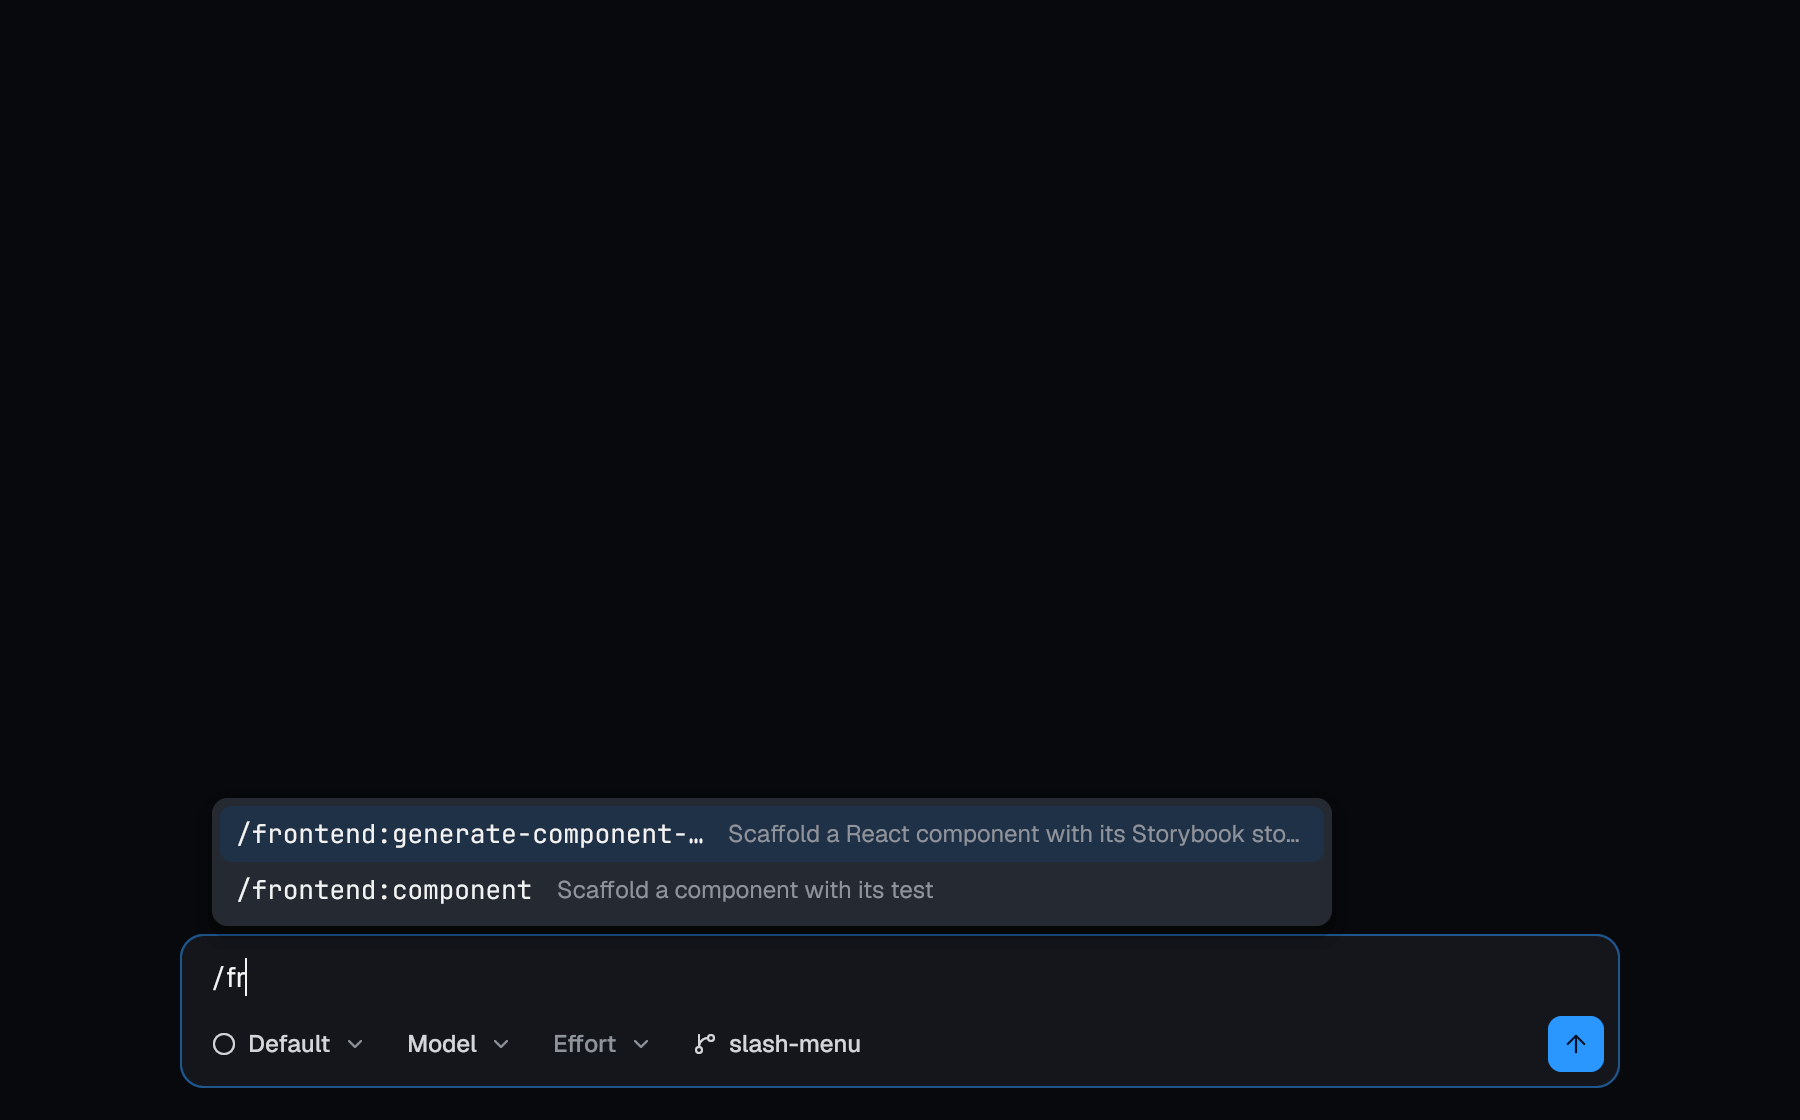 /frontend:generate-component-… Scaffold a React component with its Storybook sto…
/frontend:component Scaffold a component with its test
/fr
Default Model Effort slash-menu